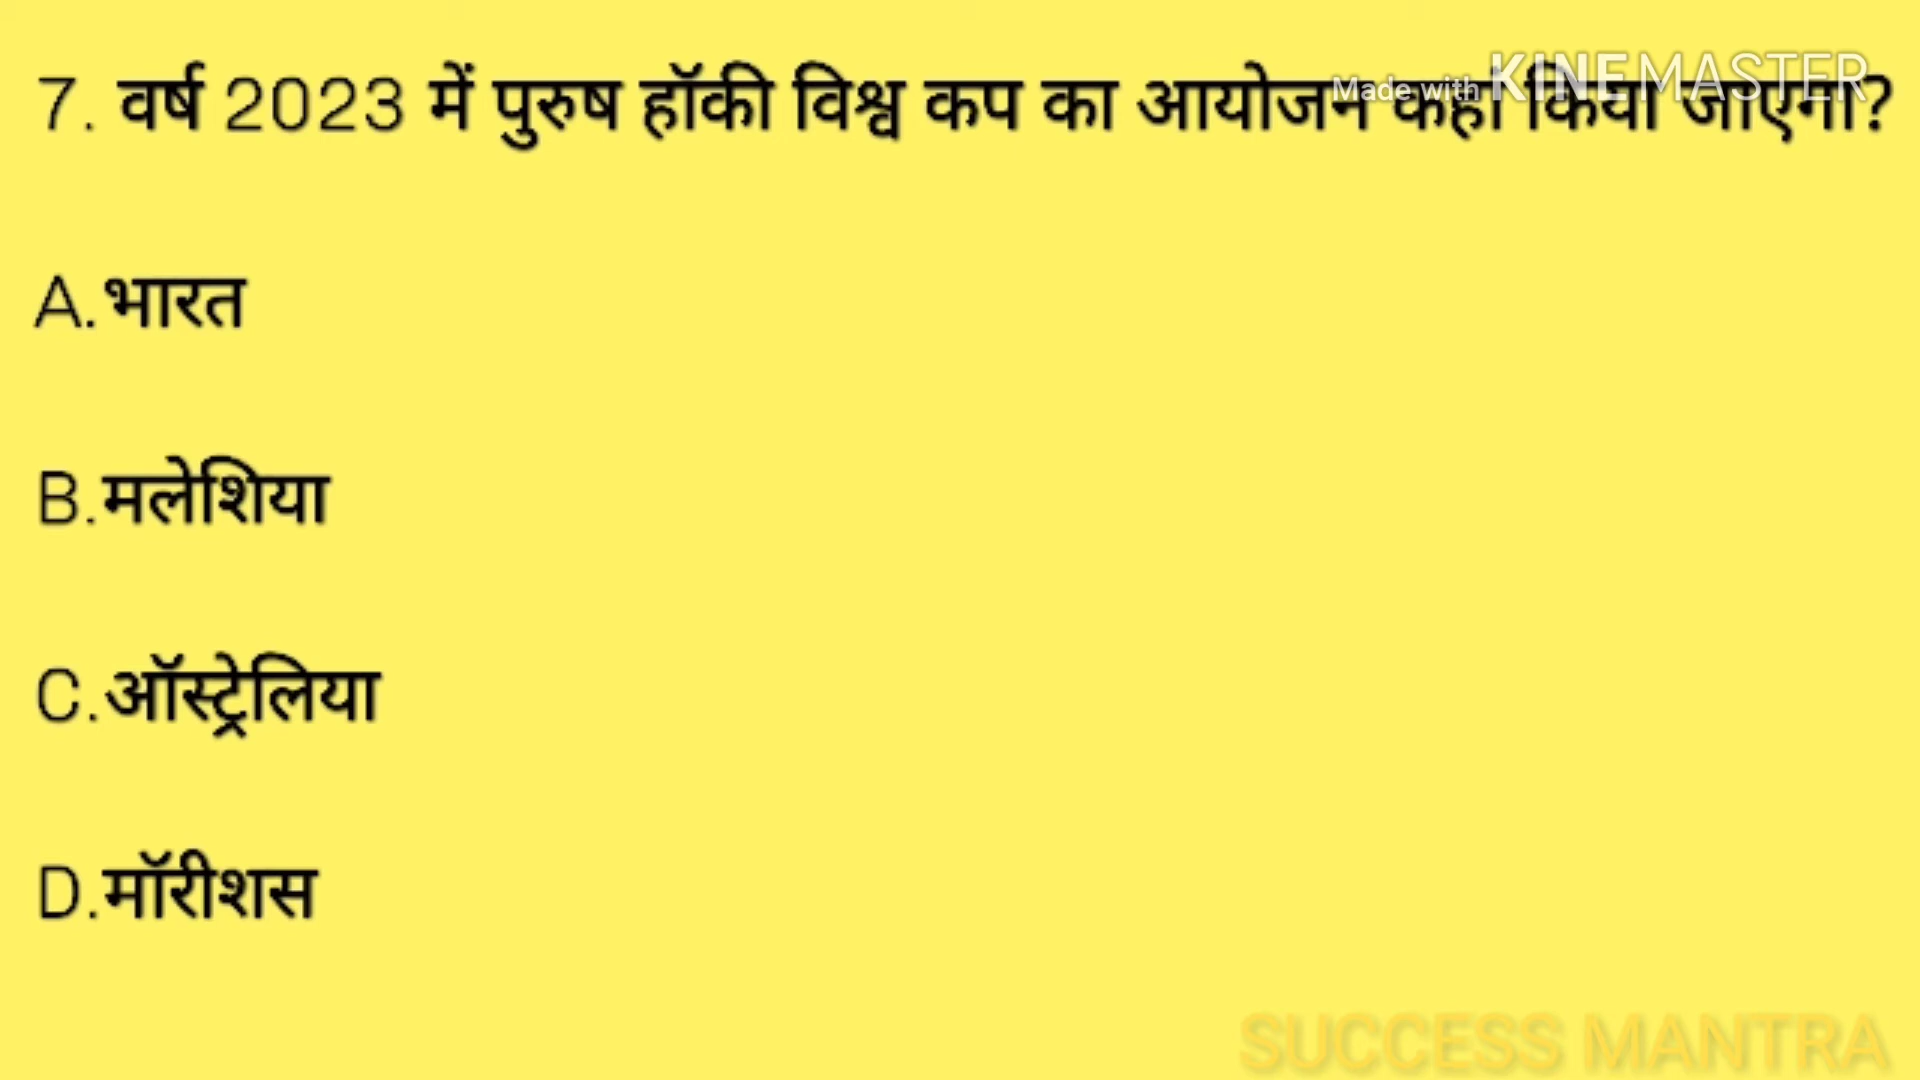 7. वर्ष 2023 में पुरुष हॉकी विश्व कप का आयोजन कहां किया जाएगा?
Made with KINEMASTER
A.भारत
B.मलेशिया
C.ऑस्ट्रेलिया
D.मॉरीशस
SUCCESS MANTRA